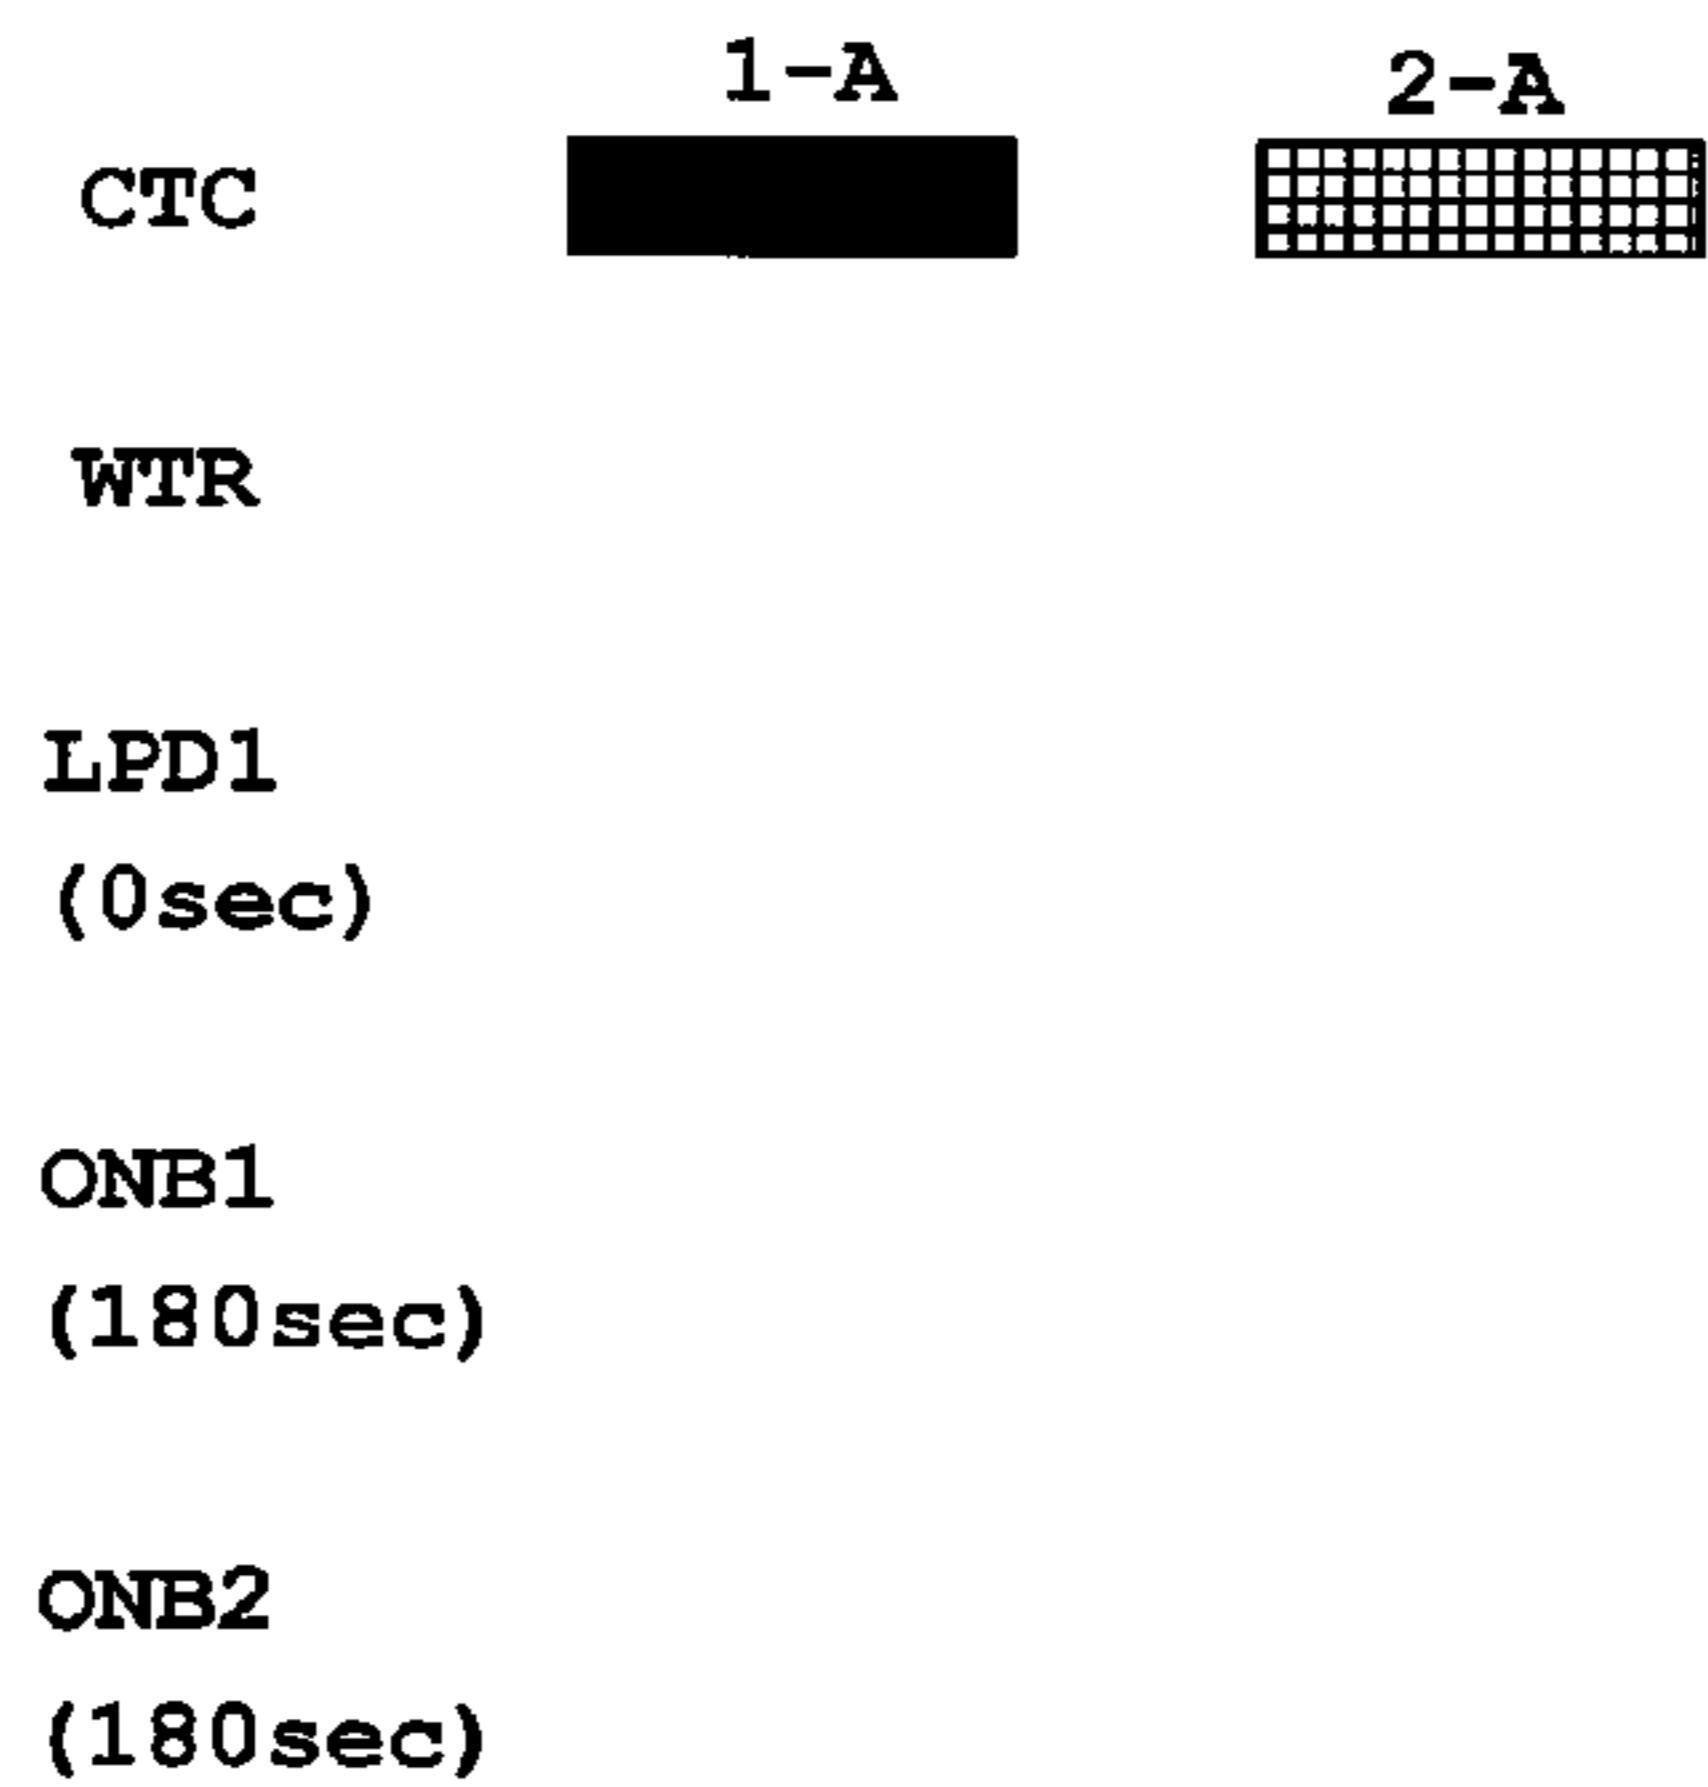 1-A 2-A
CTC
WTR
LPD1
(0sec)
ONB1
(180sec)
ONB2
(180sec)